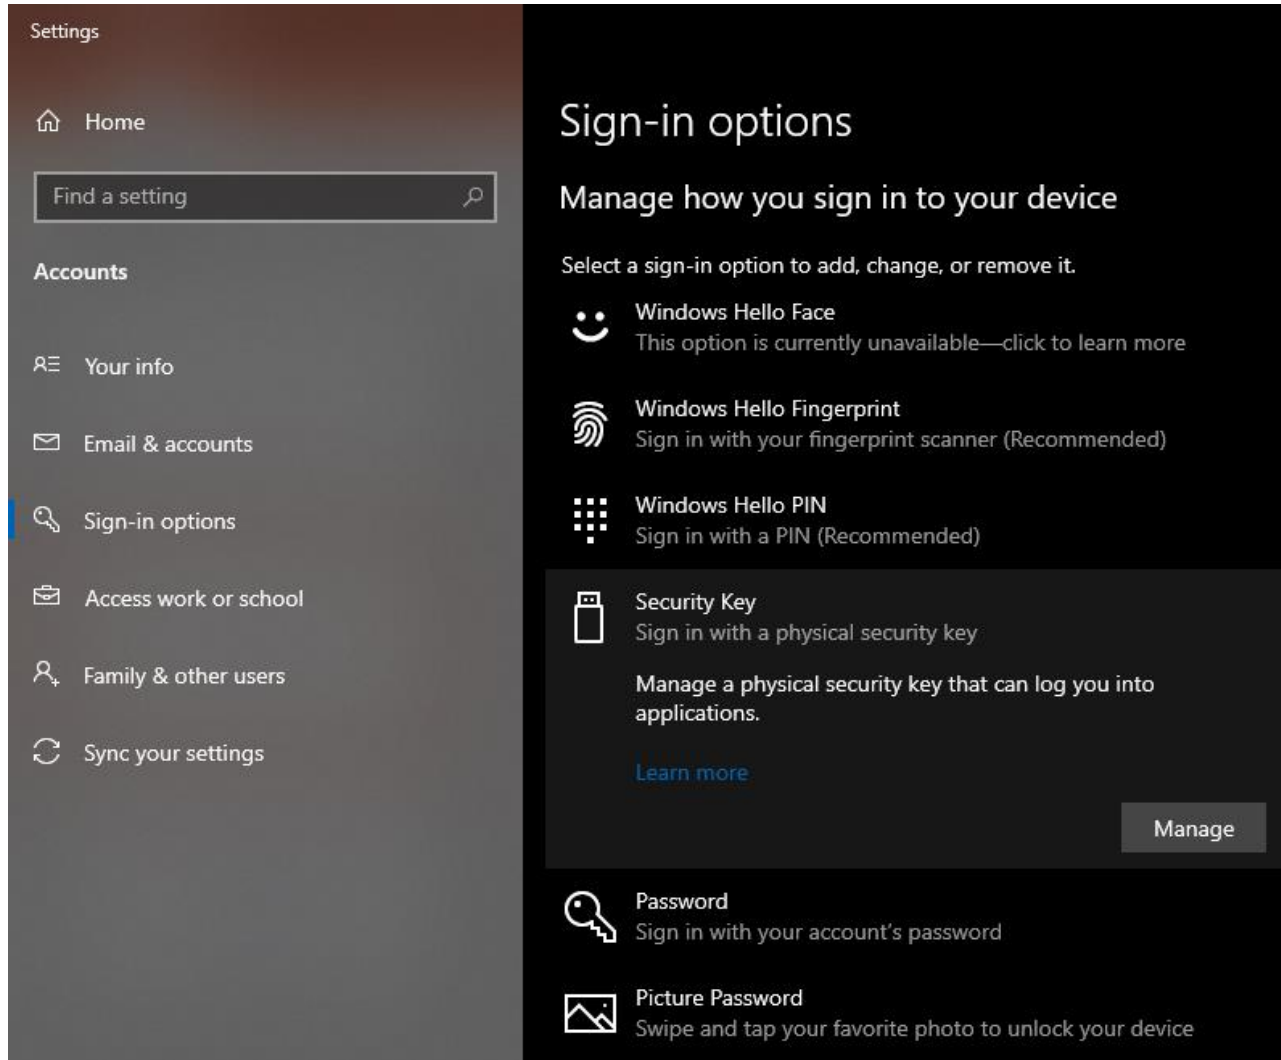 Settings
Home
Find a setting
Accounts
Your info
Email & accounts
Sign-in options
Access work or school
Family & other users
Sync your settings
Sign-in options
Manage how you sign in to your device
Select a sign-in option to add, change, or remove it.
Windows Hello Face
This option is currently unavailable—click to learn more
Windows Hello Fingerprint
Sign in with your fingerprint scanner (Recommended)
Windows Hello PIN
Sign in with a PIN (Recommended)
Security Key
Sign in with a physical security key
Manage a physical security key that can log you into
applications.
Learn more
Manage
Password
Sign in with your account's password
Picture Password
Swipe and tap your favorite photo to unlock your device